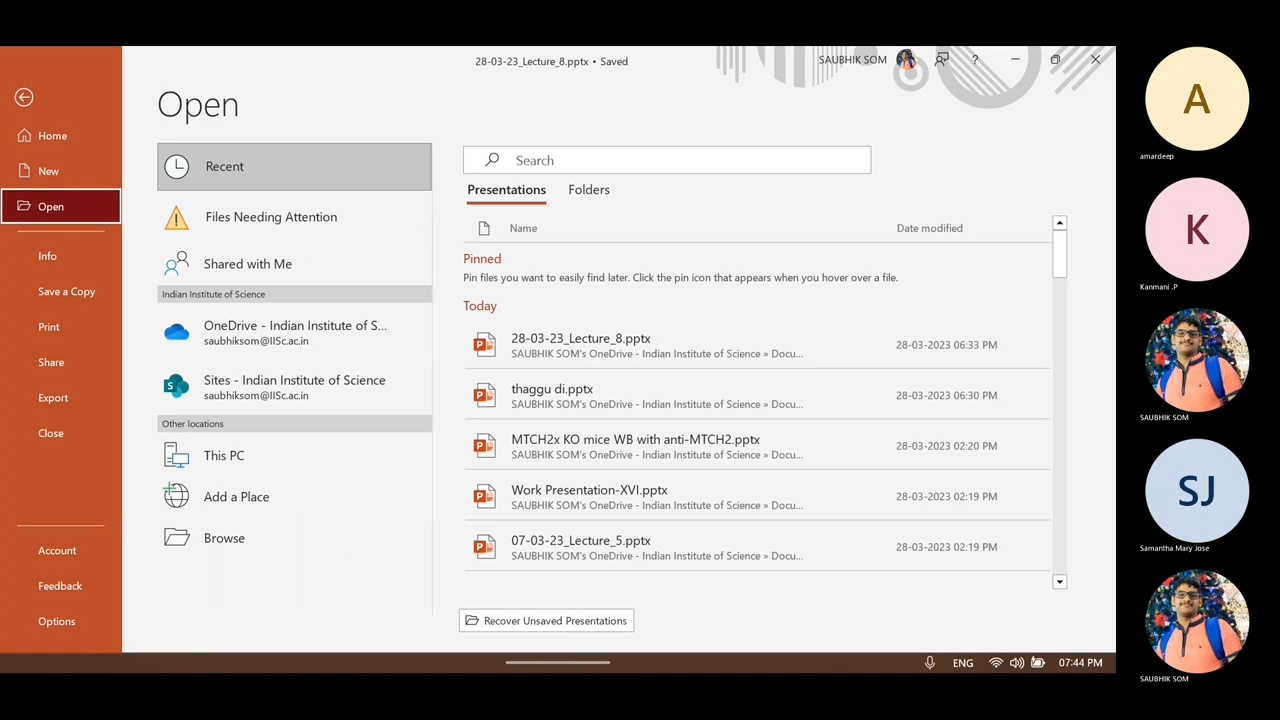 28-03-23_Lecture_8.pptx • Saved
SAUBHIK SOM
?
Open
Home
New
Open
Info
Save a Copy
Print
Share
Export
Close
Account
Feedback
Options
Recent
Files Needing Attention
Shared with Me
Indian Institute of Science
OneDrive - Indian Institute of S...
saubhiksom@IISc.ac.in
Sites - Indian Institute of Science
saubhiksom@IISc.ac.in
Other locations
This PC
Add a Place
Browse
Search
Presentations Folders
Name Date modified
Pinned
Pin files you want to easily find later. Click the pin icon that appears when you hover over a file.
Today
28-03-23_Lecture_8.pptx
SAUBHIK SOM's OneDrive - Indian Institute of Science » Docu...
28-03-2023 06:33 PM
thaggu di.pptx
SAUBHIK SOM's OneDrive - Indian Institute of Science » Docu...
28-03-2023 06:30 PM
MTCH2x KO mice WB with anti-MTCH2.pptx
SAUBHIK SOM's OneDrive - Indian Institute of Science » Docu...
28-03-2023 02:20 PM
Work Presentation-XVI.pptx
SAUBHIK SOM's OneDrive - Indian Institute of Science » Docu...
28-03-2023 02:19 PM
07-03-23_Lecture_5.pptx
SAUBHIK SOM's OneDrive - Indian Institute of Science » Docu...
28-03-2023 02:19 PM
Recover Unsaved Presentations
ENG
07:44 PM
A
amardeep
K
Kanmani .P
SAUBHIK SOM
SJ
Samantha Mary Jose
SAUBHIK SOM